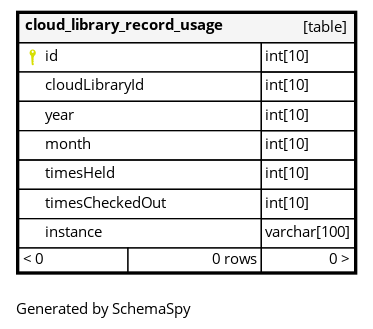 cloud_library_record_usage [table]
id int[10]
cloudLibraryId int[10]
year int[10]
month int[10]
timesHeld int[10]
timesCheckedOut int[10]
instance varchar[100]
< 0 0 rows 0 >
Generated by SchemaSpy